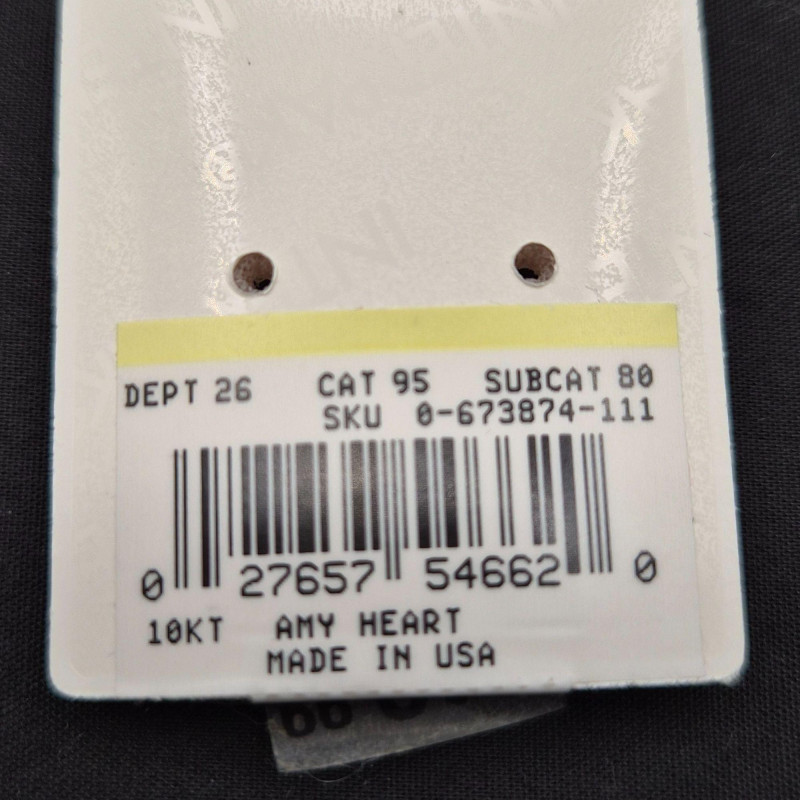 DEPT 26 CAT 95 SUBCAT 80
SKU 0-673874-111
0 27657 54662 0
10KT AMY HEART
MADE IN USA